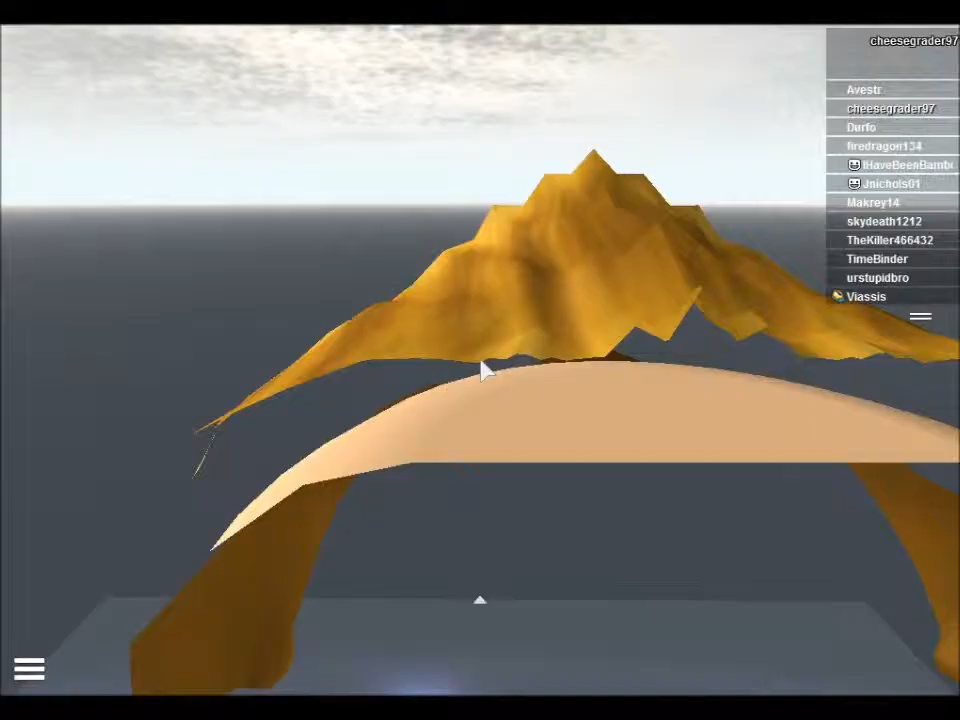 cheesegrader97
Avestr
cheesegrader97
Durfo
firedragon134
Jnichols01
Makrey14
skydeath1212
TheKiller466432
TimeBinder
urstupidbro
Viassis